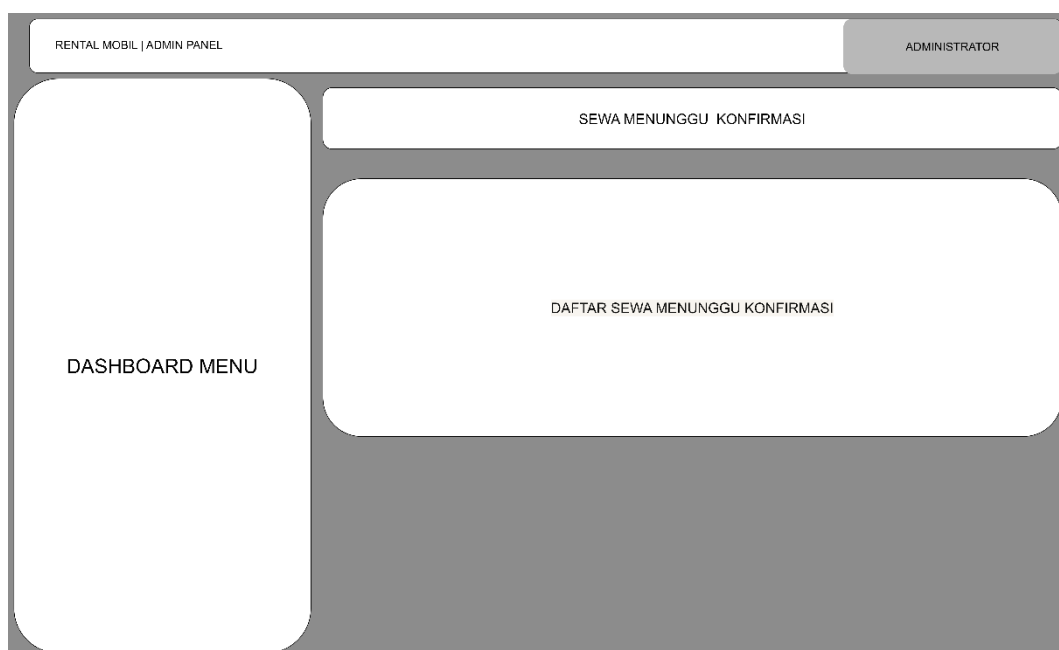 RENTAL MOBIL | ADMIN PANEL
ADMINISTRATOR
SEWA MENUNGGU  KONFIRMASI
DAFTAR SEWA MENUNGGU KONFIRMASI
DASHBOARD MENU